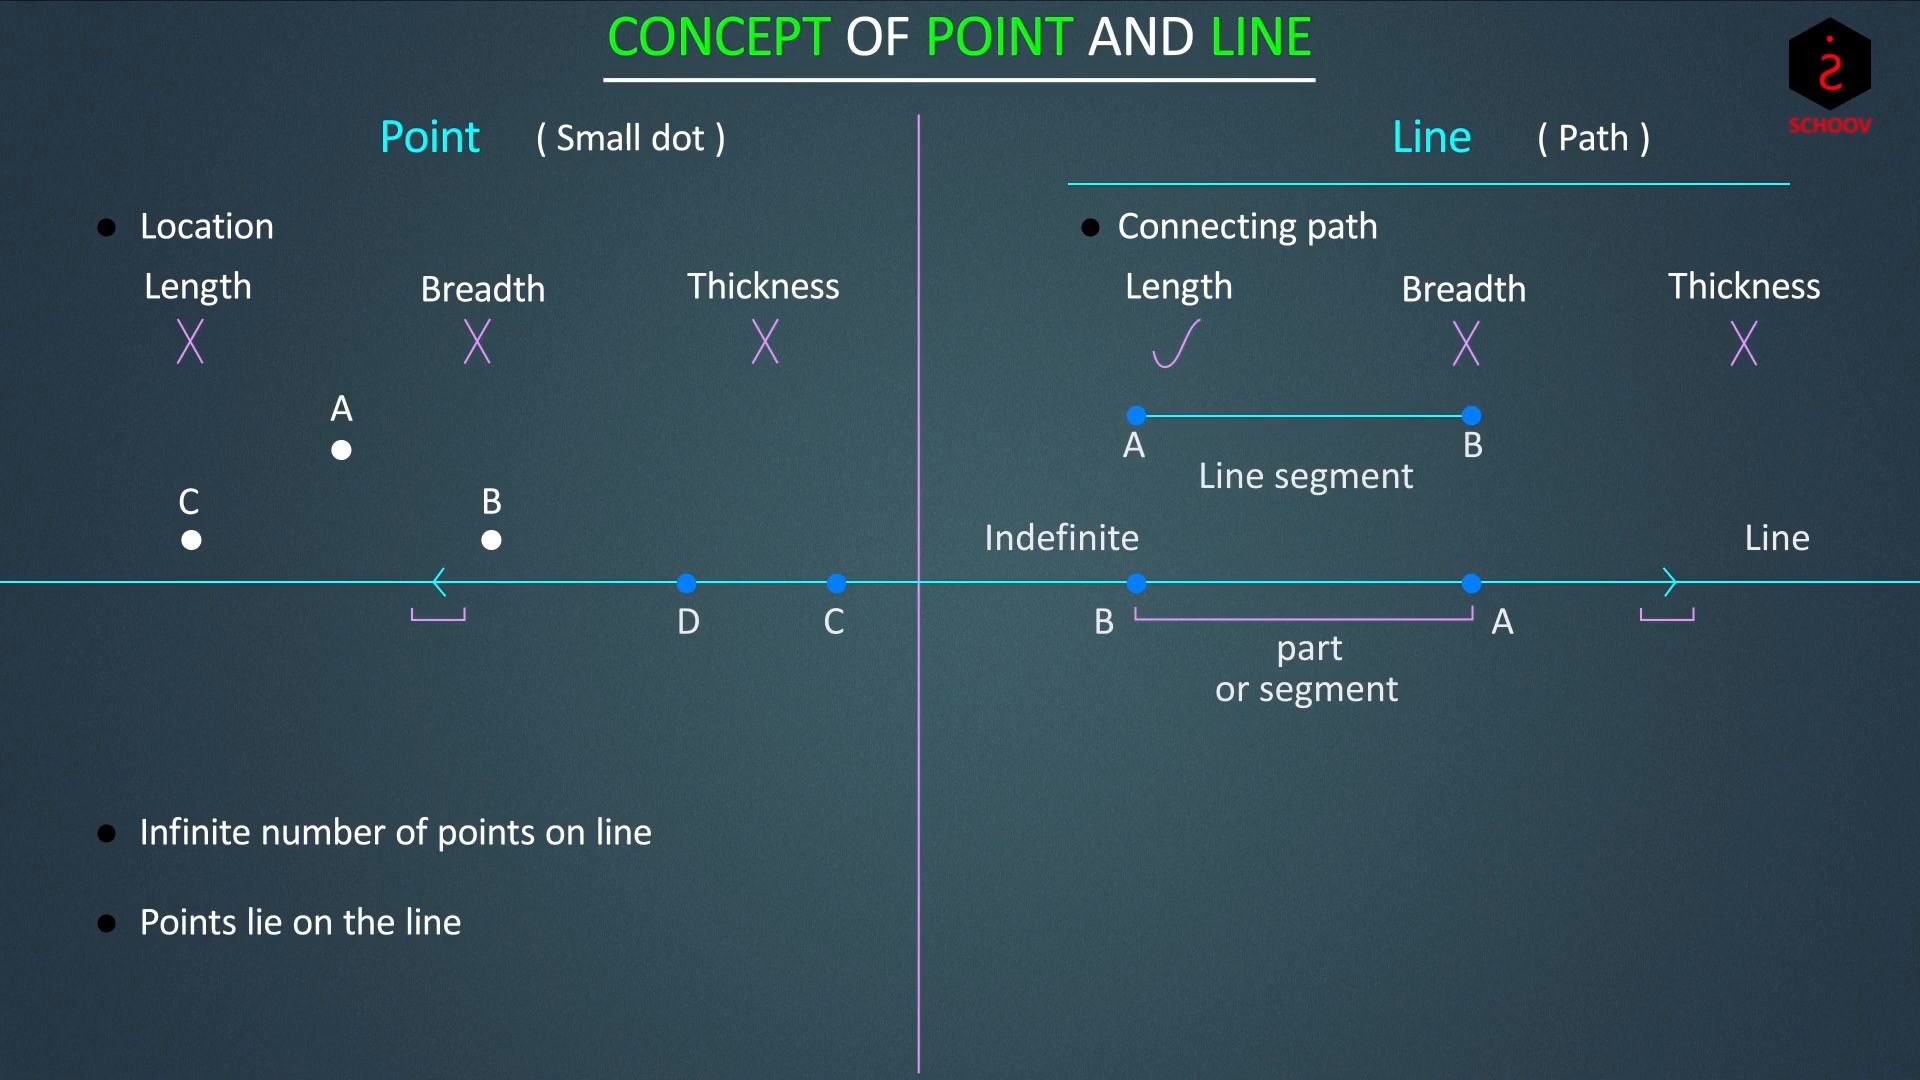 CONCEPT OF POINT AND LINE
SCHOOV
Point ( Small dot )
Location
Length Breadth Thickness
A
C B
Line ( Path )
Connecting path
Length Breadth Thickness
A B
Line segment
Indefinite Line
D C B A
part
or segment
Infinite number of points on line
Points lie on the line